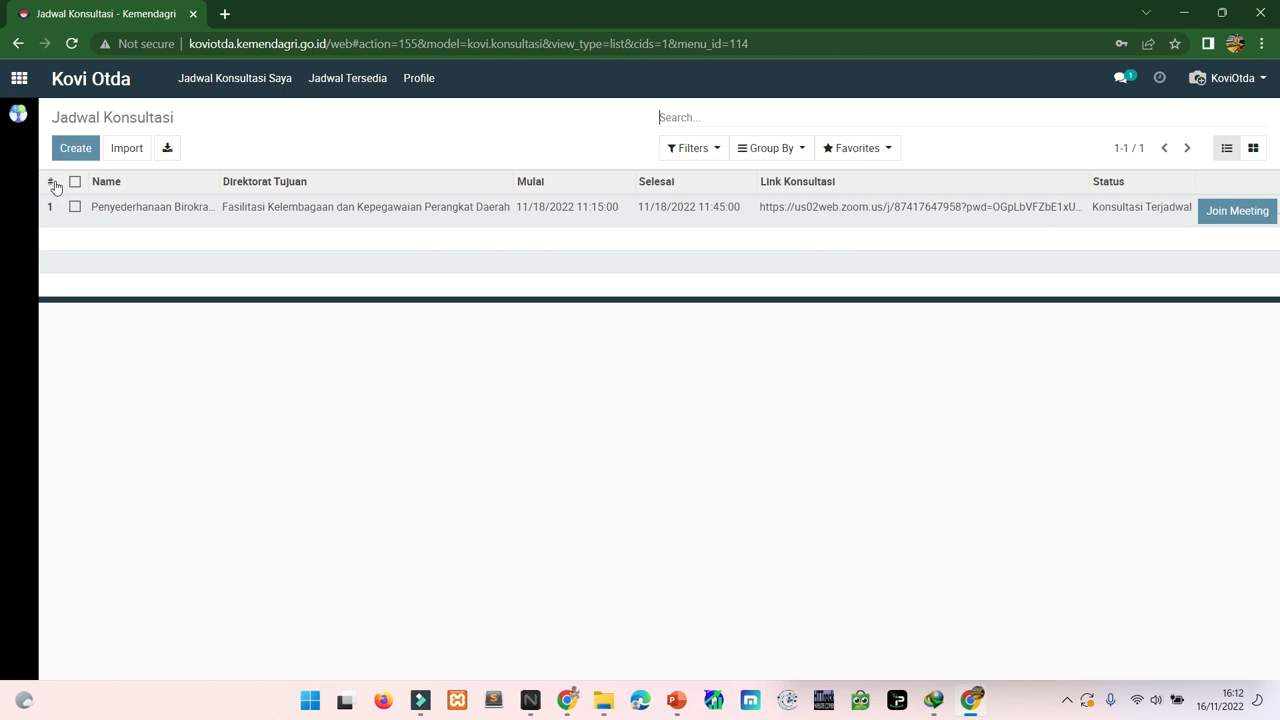 Jadwal Konsultasi - Kemendagri
Not secure koviotda.kemendagri.go.id/web#action=155&model=kovi.konsultasi&view_type=list&cids=1&menu_id=114
Kovi Otda Jadwal Konsultasi Saya Jadwal Tersedia Profile 1 KoviOtda
Jadwal Konsultasi Search...
Create Import Filters Group By Favorites 1-1 / 1
# Name Direktorat Tujuan Mulai Selesai Link Konsultasi Status
1 Penyederhanaan Birokra... Fasilitasi Kelembagaan dan Kepegawaian Perangkat Daerah 11/18/2022 11:15:00 11/18/2022 11:45:00 https://us02web.zoom.us/j/87417647958?pwd=OGpLbVFZbE1xU... Konsultasi Terjadwal Join Meeting
16:12
16/11/2022